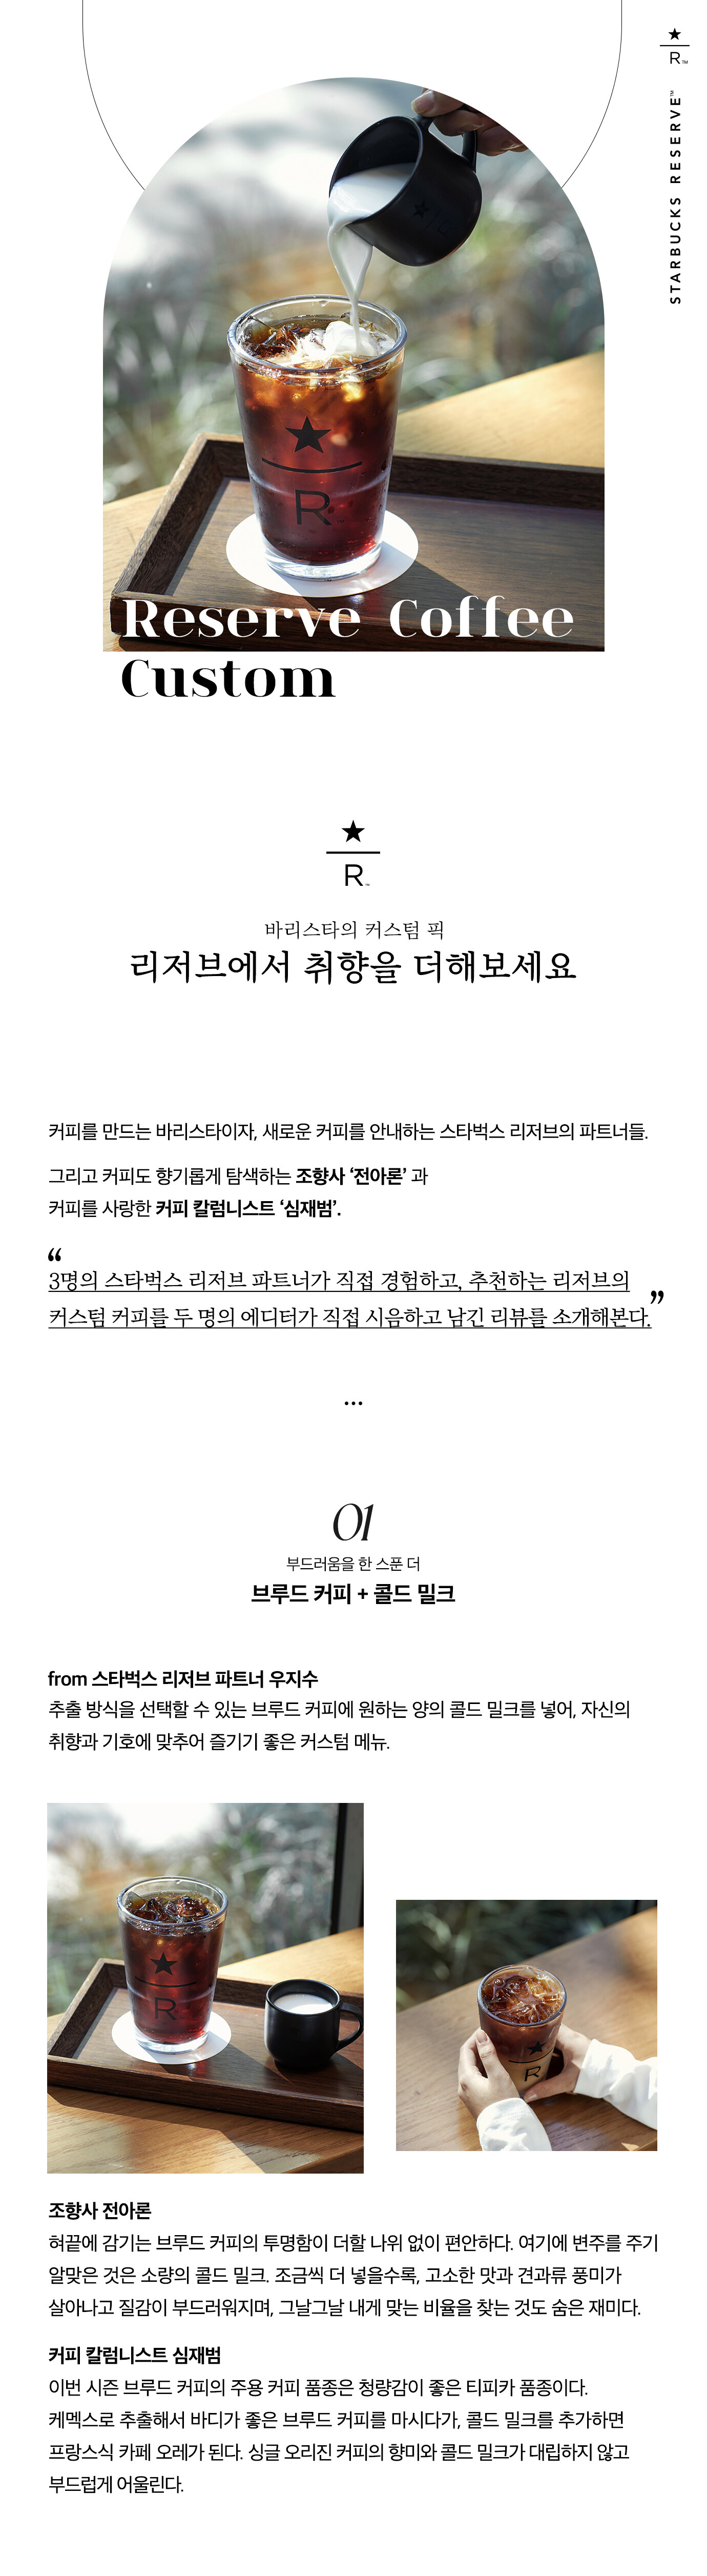 ★
R™
STARBUCKS RESERVE™
★
R
Reserve Coffee
Custom
★
R™
바리스타의 커스텀 픽
리저브에서 취향을 더해보세요
커피를 만드는 바리스타이자, 새로운 커피를 안내하는 스타벅스 리저브의 파트너들.
그리고 커피도 향기롭게 탐색하는 조향사 ‘전아론’ 과
커피를 사랑한 커피 칼럼니스트 ‘심재범’.
“
3명의 스타벅스 리저브 파트너가 직접 경험하고, 추천하는 리저브의
커스텀 커피를 두 명의 에디터가 직접 시음하고 남긴 리뷰를 소개해본다.”
...
01
부드러움을 한 스푼 더
브루드 커피 + 콜드 밀크
from 스타벅스 리저브 파트너 우지수
추출 방식을 선택할 수 있는 브루드 커피에 원하는 양의 콜드 밀크를 넣어, 자신의
취향과 기호에 맞추어 즐기기 좋은 커스텀 메뉴.
★
R
★
R
조향사 전아론
혀끝에 감기는 브루드 커피의 투명함이 더할 나위 없이 편안하다. 여기에 변주를 주기
알맞은 것은 소량의 콜드 밀크. 조금씩 더 넣을수록, 고소한 맛과 견과류 풍미가
살아나고 질감이 부드러워지며, 그날그날 내게 맞는 비율을 찾는 것도 숨은 재미다.
커피 칼럼니스트 심재범
이번 시즌 브루드 커피의 주용 커피 품종은 청량감이 좋은 티피카 품종이다.
케멕스로 추출해서 바디가 좋은 브루드 커피를 마시다가, 콜드 밀크를 추가하면
프랑스식 카페 오레가 된다. 싱글 오리진 커피의 향미와 콜드 밀크가 대립하지 않고
부드럽게 어울린다.